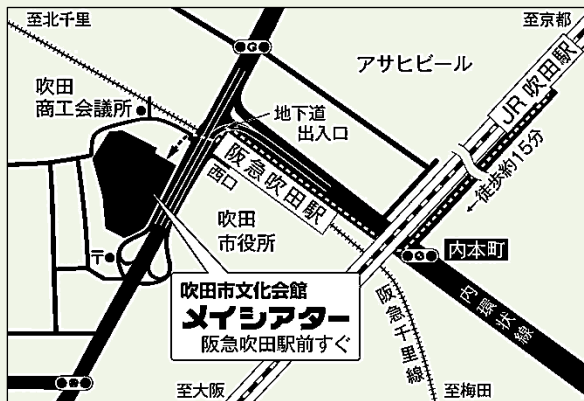 至北千里
至京都
アサヒビール
JR吹田駅
吹田
商工会議所
地下道
出入口
阪急吹田駅
西口
←徒歩約15分
吹田
市役所
〒
内本町
内環状線
阪急千里線
吹田市文化会館
メイシアター
阪急吹田駅前すぐ
至大阪
至梅田